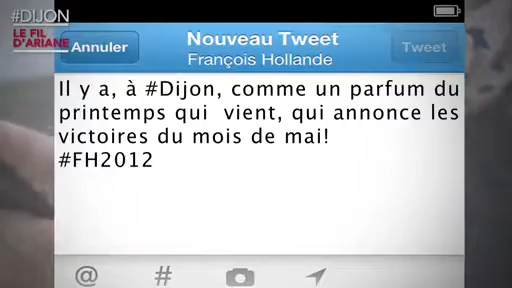 #DIJON
LE FIL
D'ARIANE
Annuler
Nouveau Tweet
François Hollande
Tweet
Il y a, à #Dijon, comme un parfum du
printemps qui vient, qui annonce les
victoires du mois de mai!
#FH2012
@
#